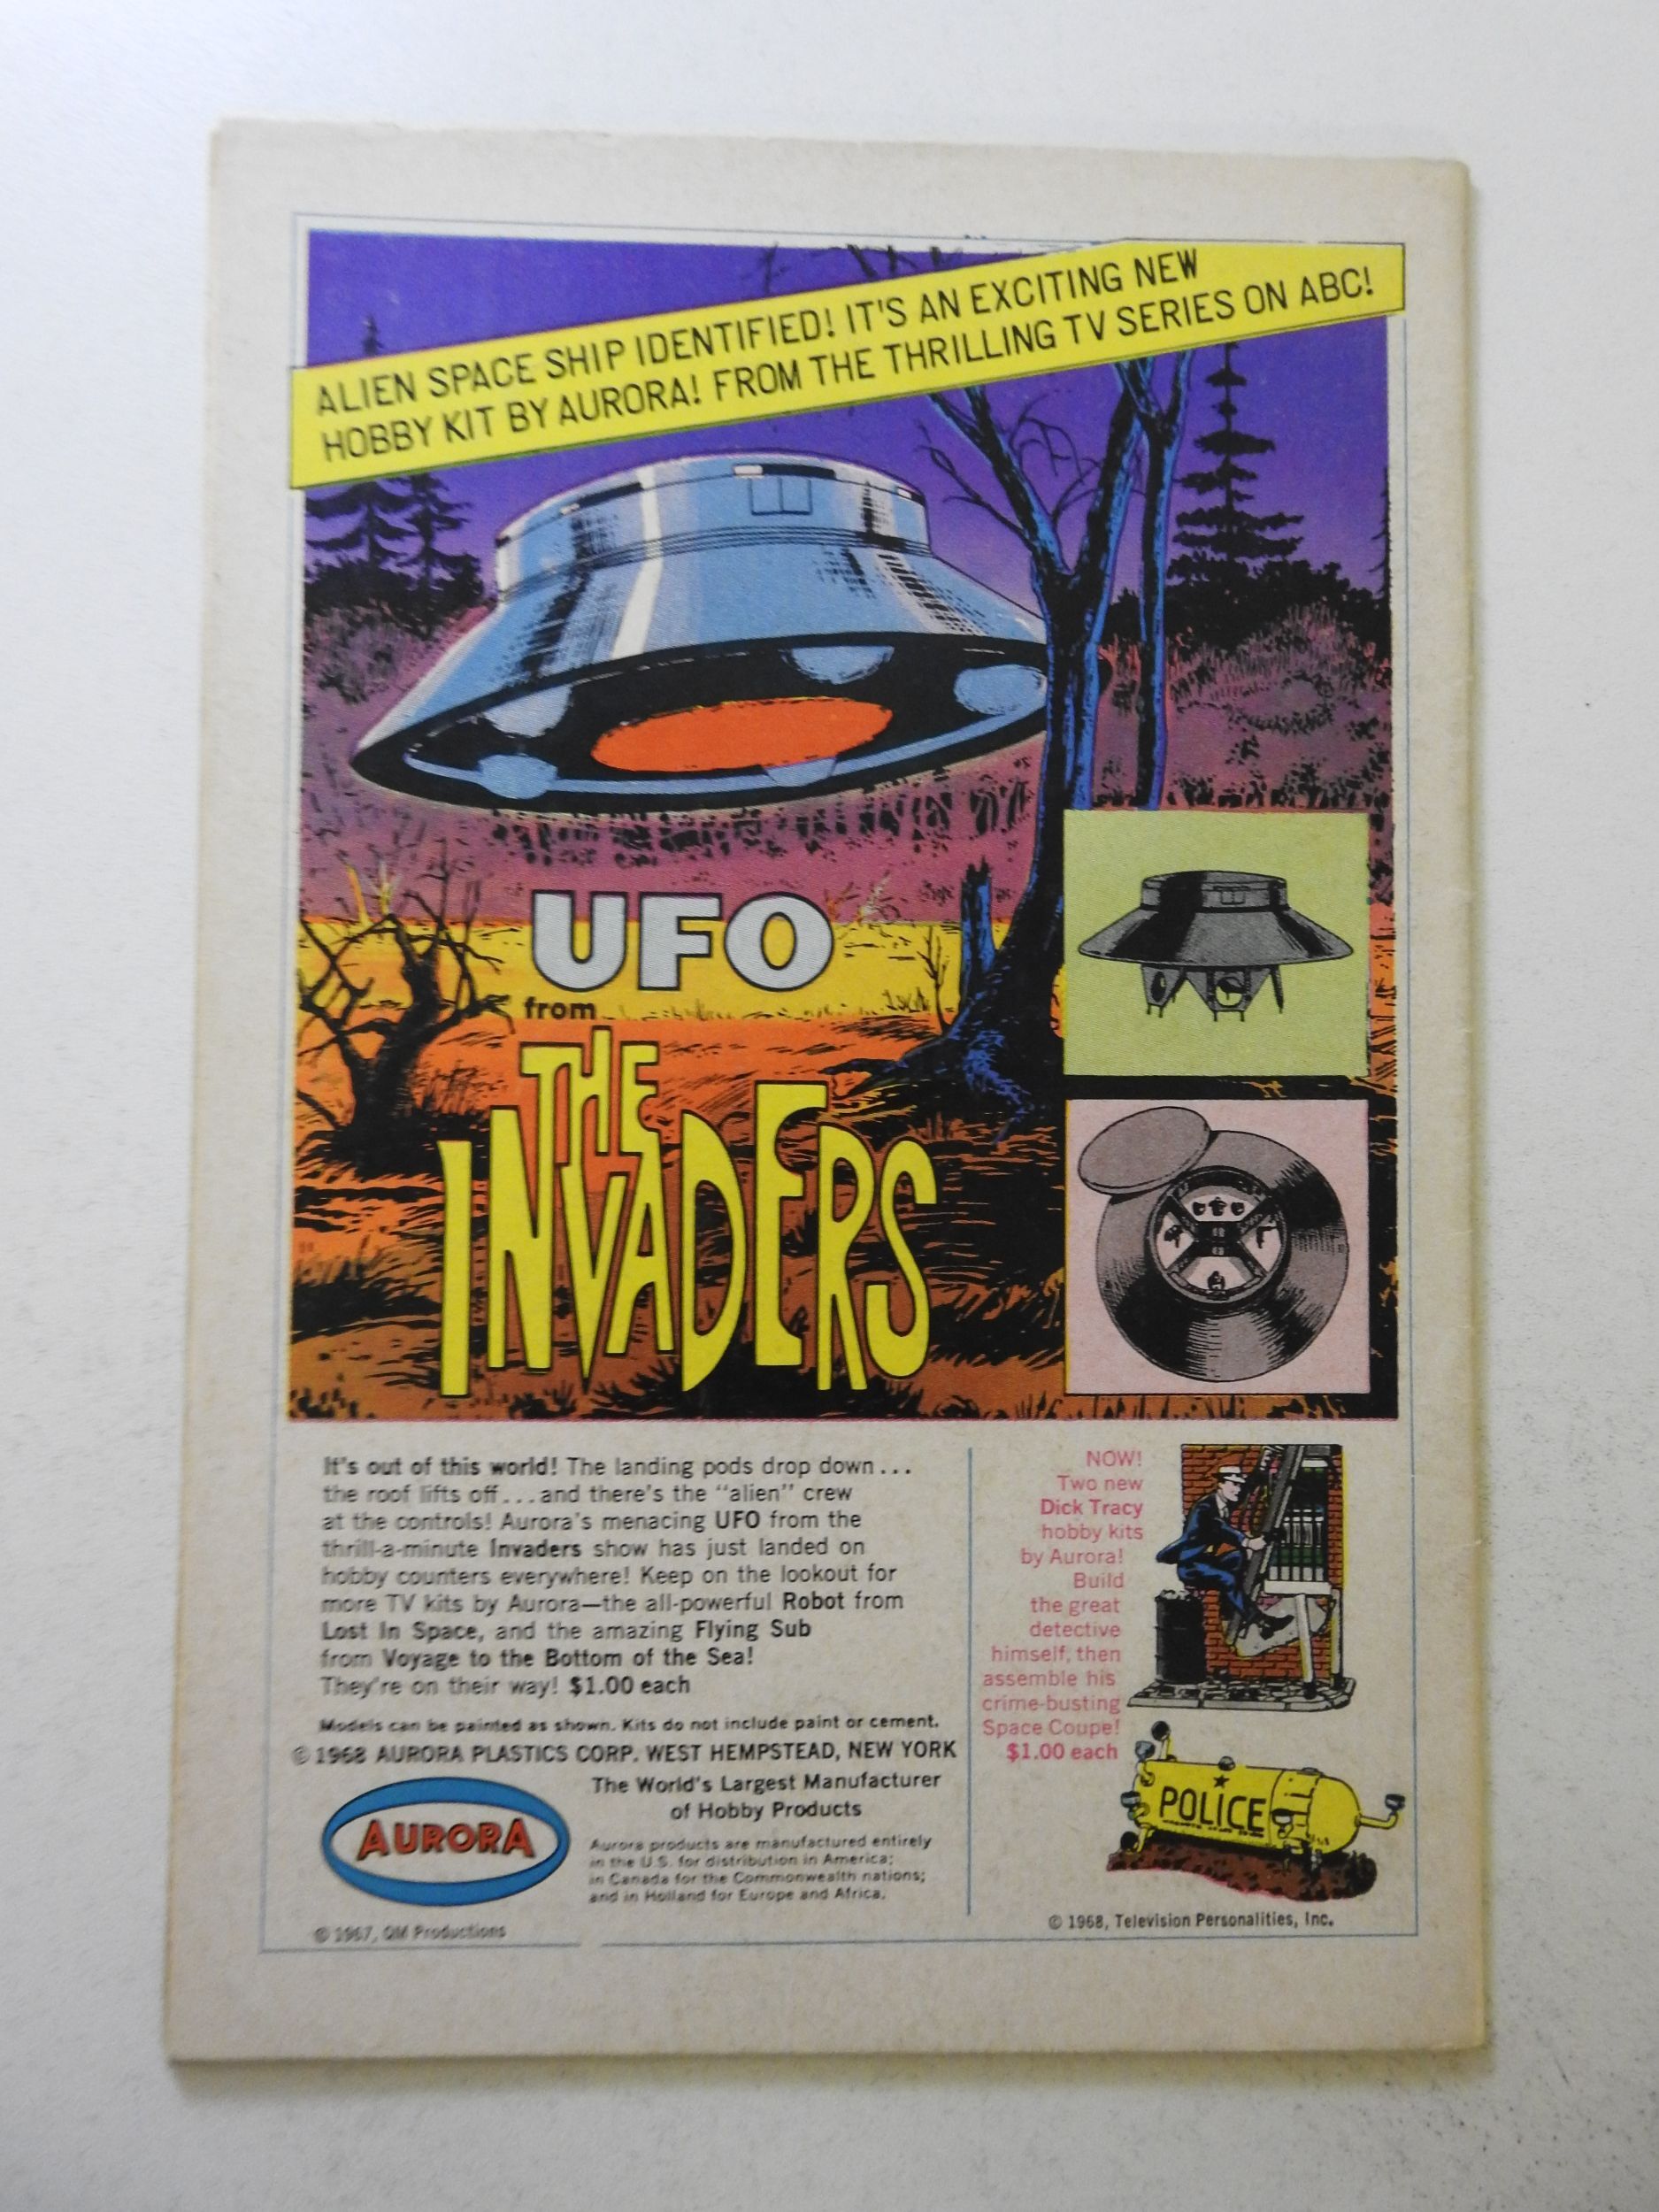 ALIEN SPACE SHIP IDENTIFIED! IT'S AN EXCITING NEW
HOBBY KIT BY AURORA! FROM THE THRILLING TV SERIES ON ABC!
UFO
from
THE
INVADERS
It's out of this world! The landing pods drop down...
the roof lifts off...and there's the "alien" crew
at the controls! Aurora's menacing UFO from the
thrill-a-minute Invaders show has just landed on
hobby counters everywhere! Keep on the lookout for
more TV kits by Aurora—the all-powerful Robot from
Lost In Space, and the amazing Flying Sub
from Voyage to the Bottom of the Sea!
They're on their way! $1.00 each
Models can be painted as shown. Kits do not include paint or cement.
© 1968 AURORA PLASTICS CORP. WEST HEMPSTEAD, NEW YORK
AURORA
The World's Largest Manufacturer
of Hobby Products
Aurora products are manufactured entirely
in the U.S. for distribution in America;
in Canada for the Commonwealth nations;
and in Holland for Europe and Africa.
© 1967, QM Productions
NOW!
Two new
Dick Tracy
hobby kits
by Aurora!
Build
the great
detective
himself, then
assemble his
crime-busting
Space Coupe!
$1.00 each
POLICE
© 1968, Television Personalities, Inc.